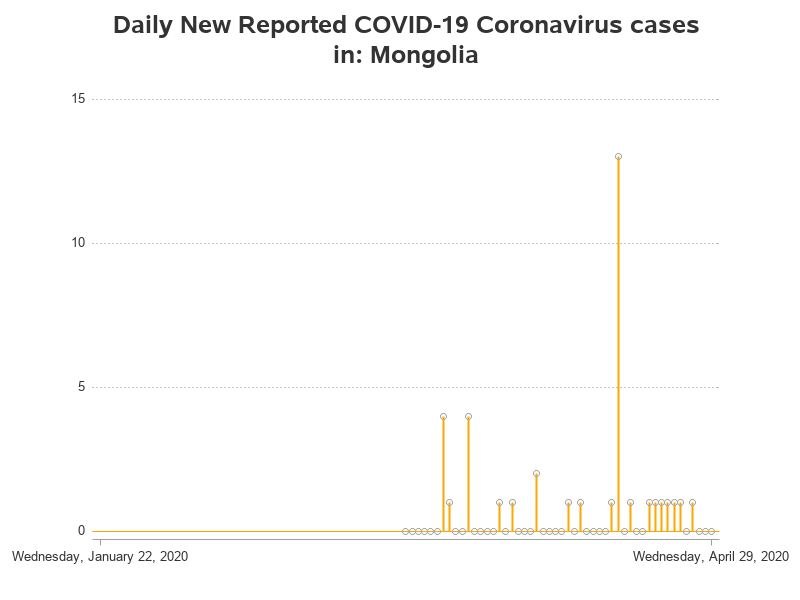 Daily New Reported COVID-19 Coronavirus cases
in: Mongolia
15
10
5
0
Wednesday, January 22, 2020
Wednesday, April 29, 2020